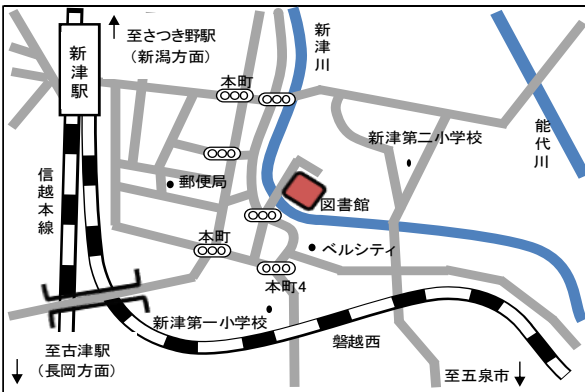 至さつき野駅
（新潟方面）
新津駅
新津川
本町
新津第二小学校
能代川
郵便局
信越本線
図書館
本町
ベルシティ
本町4
新津第一小学校
磐越西
至古津駅
（長岡方面）
至五泉市